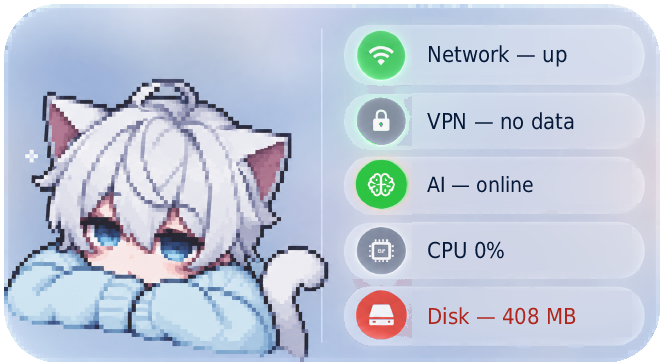 Network — up
VPN — no data
AI — online
CPU 0%
Disk — 408 MB